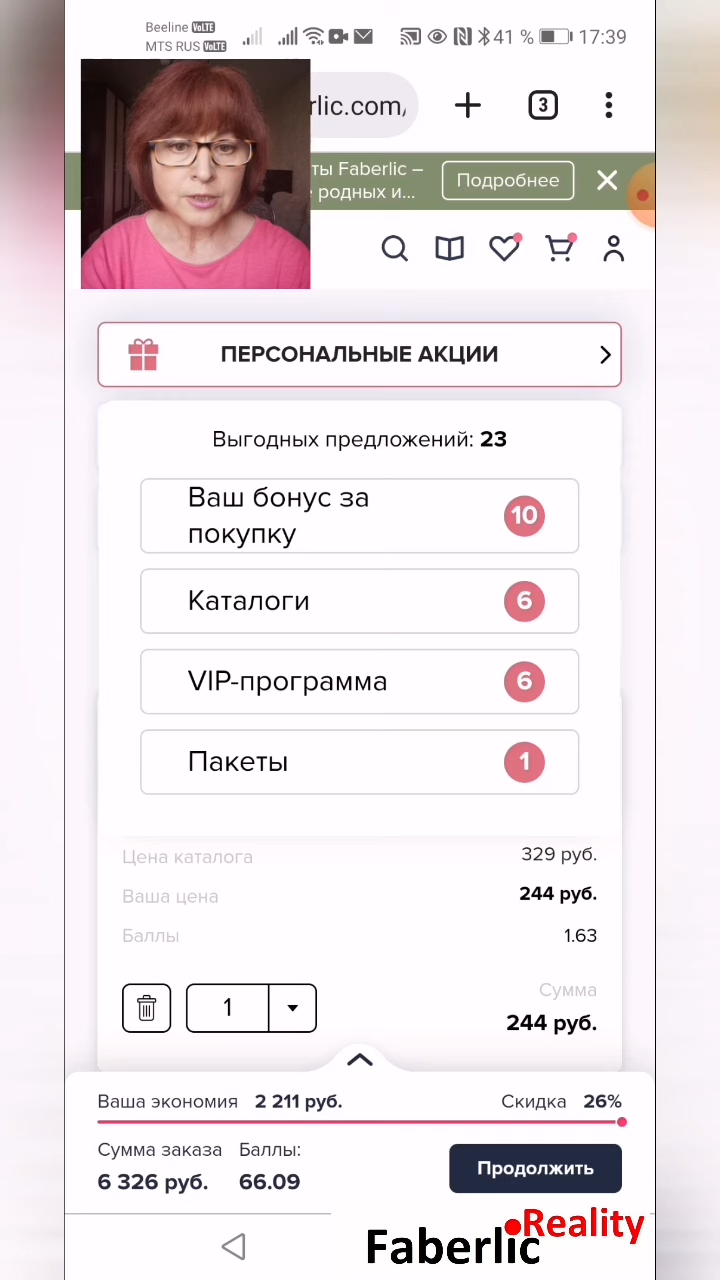 Beeline VoLTE
MTS RUS VoLTE
41 % 17:39
rlic.com,
3
ты Faberlic –
родных и...
Подробнее
ПЕРСОНАЛЬНЫЕ АКЦИИ
Выгодных предложений: 23
Ваш бонус за
покупку
10
Каталоги 6
VIP-программа 6
Пакеты 1
Цена каталога 329 руб.
Ваша цена 244 руб.
Баллы 1.63
Сумма
1
244 руб.
Ваша экономия 2 211 руб. Скидка 26%
Сумма заказа Баллы:
6 326 руб. 66.09
Продолжить
Reality
Faberlic